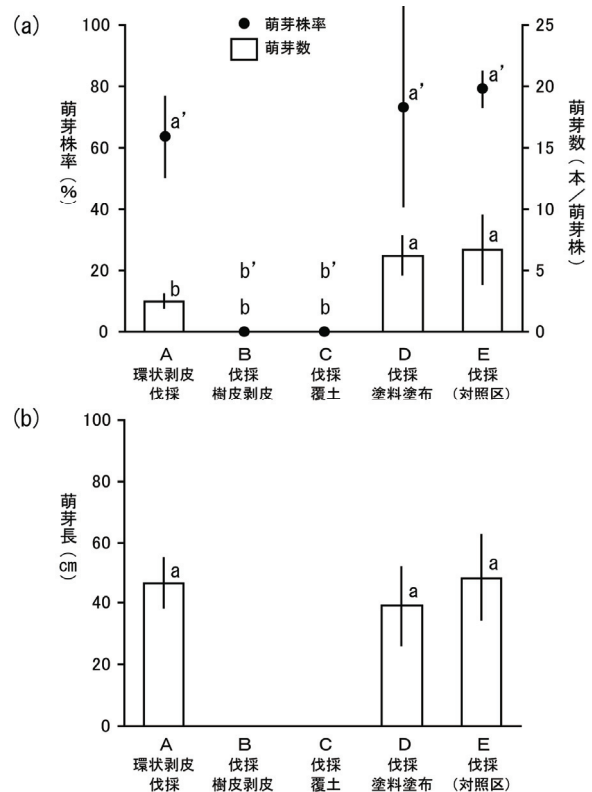 (a)
● 萌芽株率
□ 萌芽数
萌芽株率(%)
100
80
60
40
20
0
萌芽数(本/萌芽株)
25
20
15
10
5
0
a’
b’
b’
a’
a’
b
b
b
a
a
A
B
C
D
E
環状剥皮
伐採
伐採
伐採
伐採
伐採
樹皮剥皮
覆土
塗料塗布
(対照区)
(b)
萌芽長(cm)
100
80
60
40
20
0
a
a
a
A
B
C
D
E
環状剥皮
伐採
伐採
伐採
伐採
伐採
樹皮剥皮
覆土
塗料塗布
(対照区)